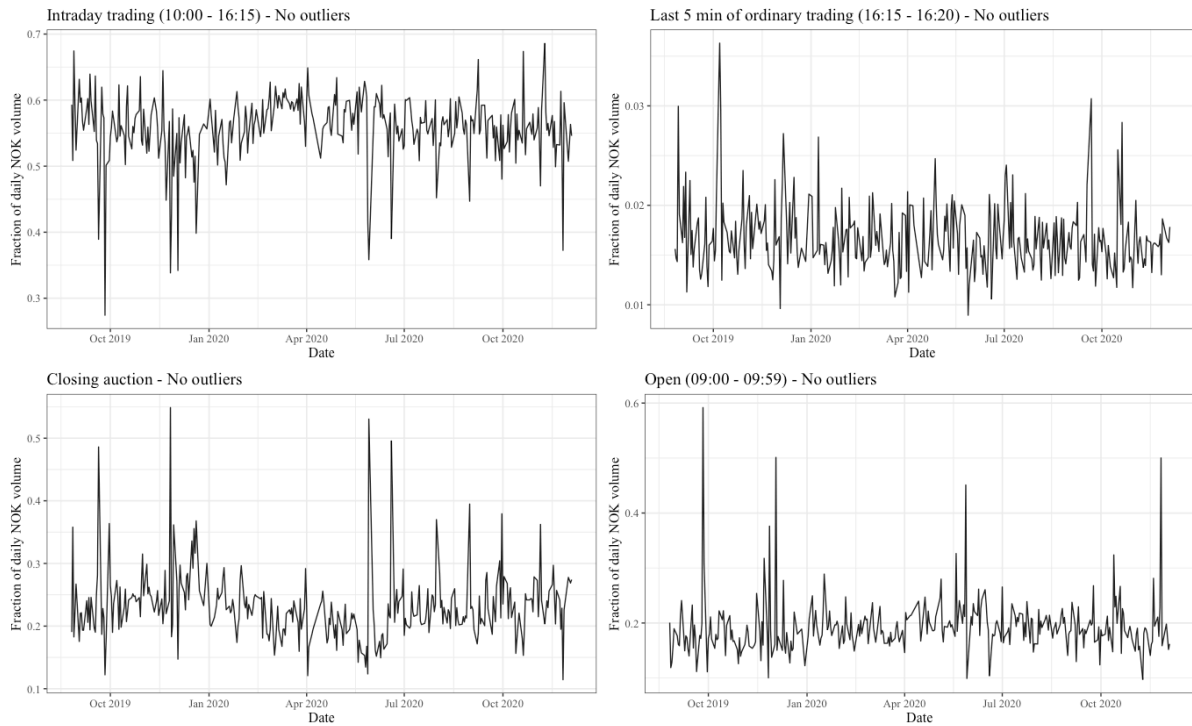 Intraday trading (10:00 - 16:15) - No outliers
Fraction of daily NOK volume
0.7
0.6
0.5
0.4
0.3
Oct 2019 Jan 2020 Apr 2020 Jul 2020 Oct 2020
Date
Last 5 min of ordinary trading (16:15 - 16:20) - No outliers
Fraction of daily NOK volume
0.03
0.02
0.01
Oct 2019 Jan 2020 Apr 2020 Jul 2020 Oct 2020
Date
Closing auction - No outliers
Fraction of daily NOK volume
0.5
0.4
0.3
0.2
0.1
Oct 2019 Jan 2020 Apr 2020 Jul 2020 Oct 2020
Date
Open (09:00 - 09:59) - No outliers
Fraction of daily NOK volume
0.6
0.4
0.2
Oct 2019 Jan 2020 Apr 2020 Jul 2020 Oct 2020
Date